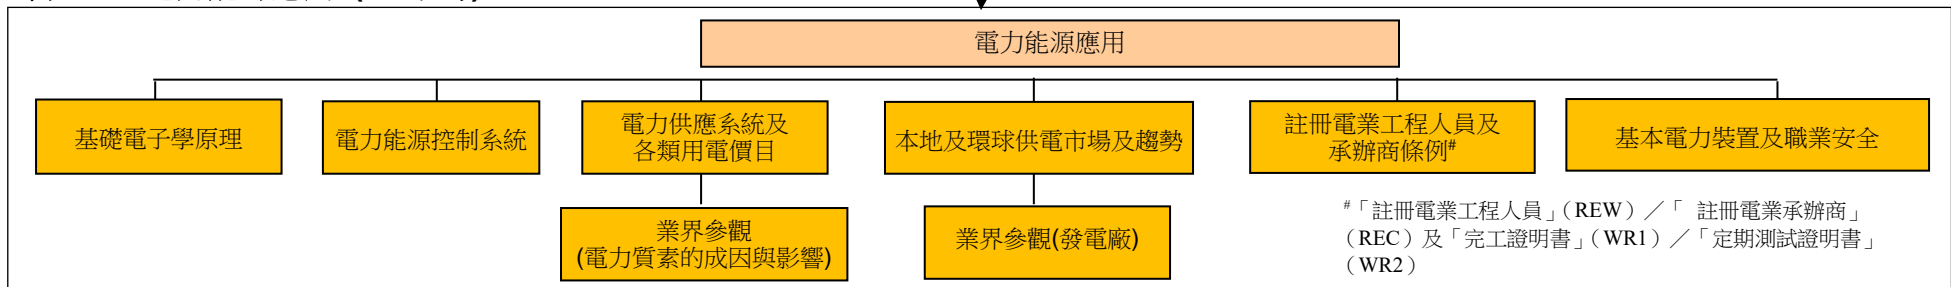 電力能源應用
基礎電子學原理
電力能源控制系統
電力供應系統及
各類用電價目
本地及環球供電市場及趨勢
註冊電業工程人員及
承辦商條例#
基本電力裝置及職業安全
業界參觀
(電力質素的成因與影響)
業界參觀(發電廠)
#「註冊電業工程人員」(REW)／「 註冊電業承辦商」
（REC）及「完工證明書」（WR1）／「定期測試證明書」
（WR2）